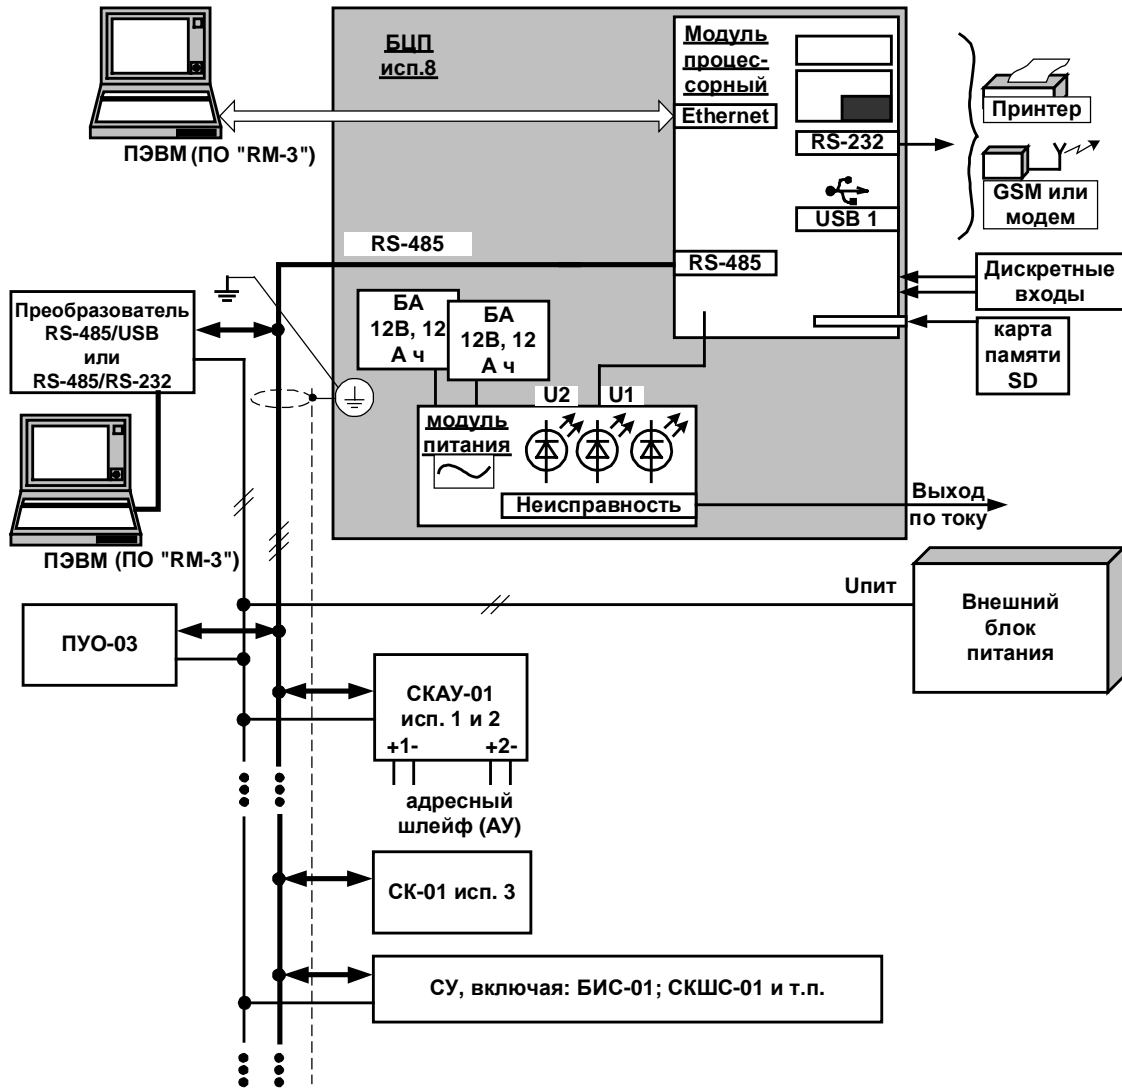 БЦП
исп.8
Модуль
процес-
сорный
Ethernet
RS-232
USB 1
RS-485
Принтер
GSM или
модем
ПЭВМ (ПО "RM-3")
RS-485
Дискретные
входы
карта
памяти
SD
Преобразователь
RS-485/USB
или
RS-485/RS-232
БА
12В, 12
А ч
БА
12В, 12
А ч
U2
U1
модуль
питания
Неисправность
Выход
по току
ПЭВМ (ПО "RM-3")
Uпит
Внешний
блок
питания
ПУО-03
СКАУ-01
исп. 1 и 2
+1-
+2-
адресный
шлейф (АУ)
СК-01 исп. 3
СУ, включая: БИС-01; СКШС-01 и т.п.